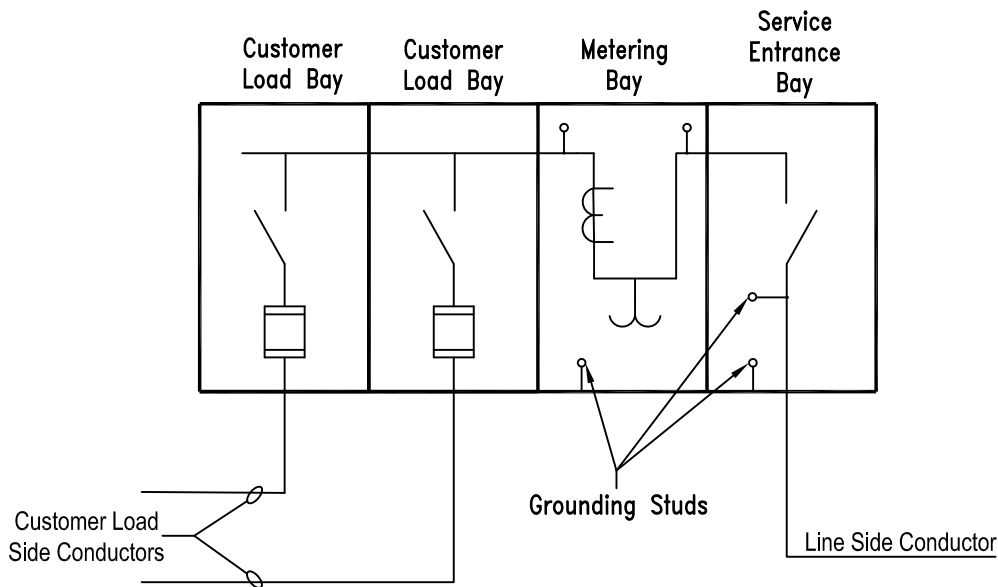 Customer
Load Bay
Customer
Load Bay
Metering
Bay
Service
Entrance
Bay
Grounding Studs
Customer Load
Side Conductors
Line Side Conductor